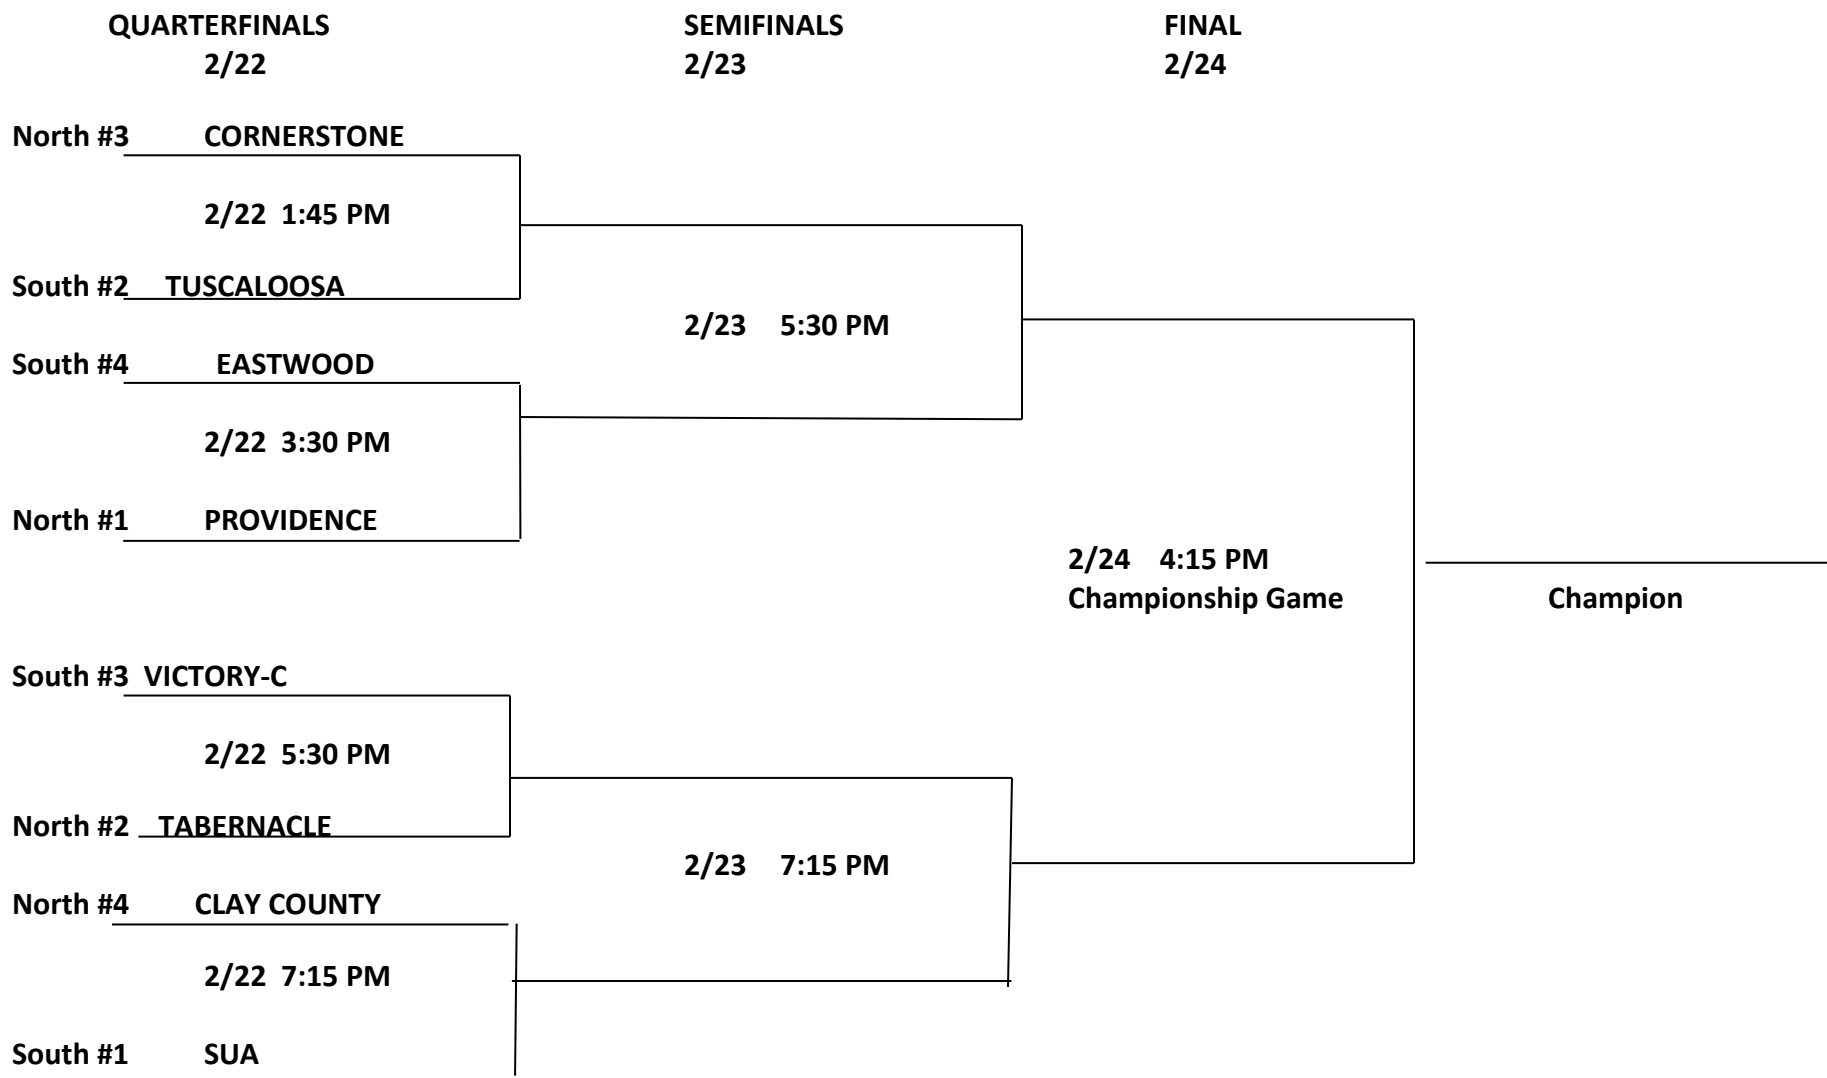 QUARTERFINALS SEMIFINALS FINAL
2/22 2/23 2/24
North #3 CORNERSTONE
2/22 1:45 PM
South #2 TUSCALOOSA
2/23 5:30 PM
South #4 EASTWOOD
2/22 3:30 PM
North #1 PROVIDENCE
2/24 4:15 PM
Championship Game Champion
South #3 VICTORY-C
2/22 5:30 PM
North #2 TABERNACLE
2/23 7:15 PM
North #4 CLAY COUNTY
2/22 7:15 PM
South #1 SUA